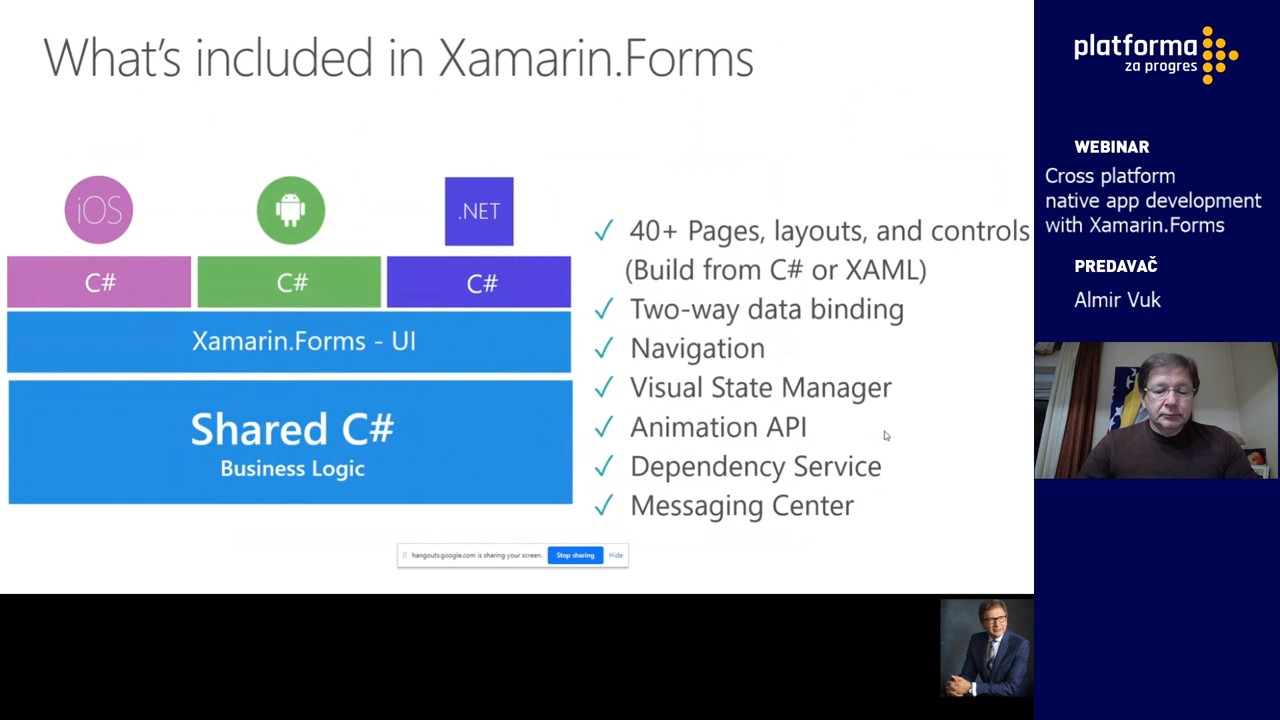 What's included in Xamarin.Forms
iOS
.NET
C#
C#
C#
Xamarin.Forms - UI
Shared C#
Business Logic
✓ 40+ Pages, layouts, and controls
(Build from C# or XAML)
✓ Two-way data binding
✓ Navigation
✓ Visual State Manager
✓ Animation API
✓ Dependency Service
✓ Messaging Center
hangouts.google.com is sharing your screen.
Stop sharing
Hide
platforma
za progres
WEBINAR
Cross platform
native app development
with Xamarin.Forms
PREDAVAČ
Almir Vuk